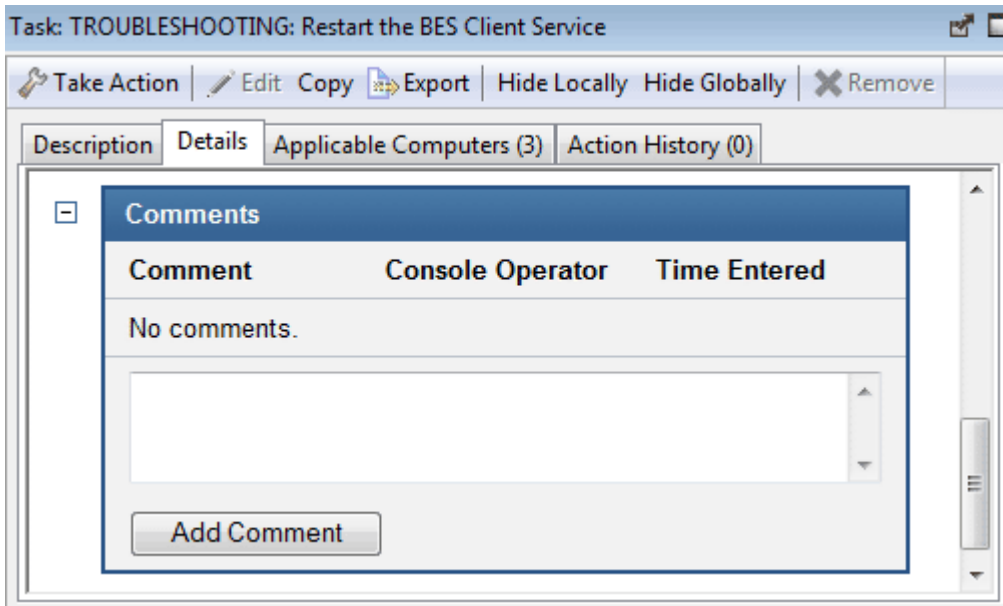 Task: TROUBLESHOOTING: Restart the BES Client Service
Take Action Edit Copy Export Hide Locally Hide Globally Remove
Description Details Applicable Computers (3) Action History (0)
Comments
Comment Console Operator Time Entered
No comments.
Add Comment